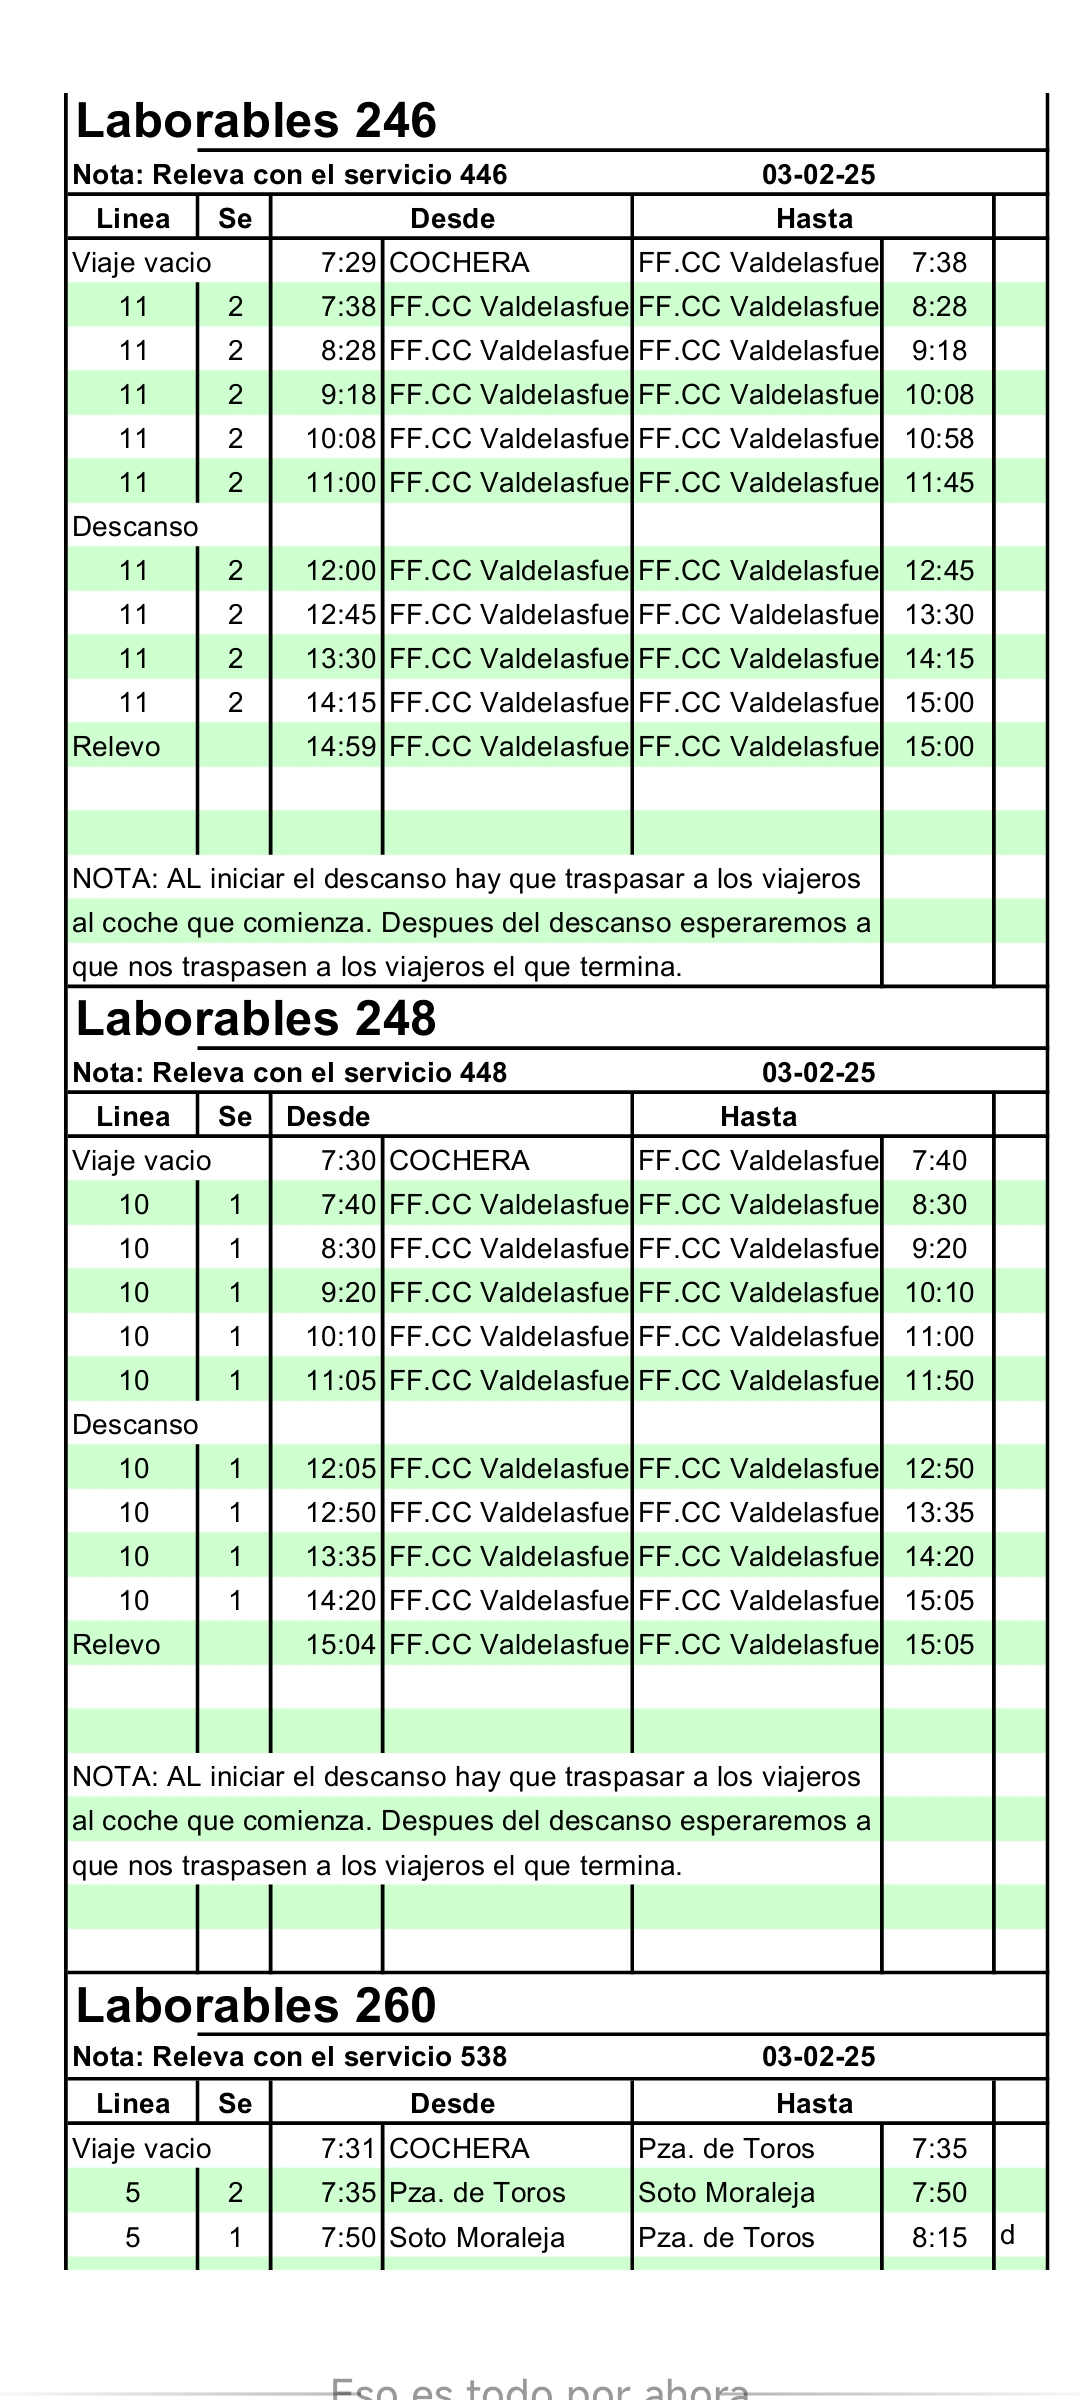 Laborables 246
Nota: Releva con el servicio 446 03-02-25
Linea Se Desde Hasta
Viaje vacio 7:29 COCHERA FF.CC Valdelasfue 7:38
11 2 7:38 FF.CC Valdelasfue FF.CC Valdelasfue 8:28
11 2 8:28 FF.CC Valdelasfue FF.CC Valdelasfue 9:18
11 2 9:18 FF.CC Valdelasfue FF.CC Valdelasfue 10:08
11 2 10:08 FF.CC Valdelasfue FF.CC Valdelasfue 10:58
11 2 11:00 FF.CC Valdelasfue FF.CC Valdelasfue 11:45
Descanso
11 2 12:00 FF.CC Valdelasfue FF.CC Valdelasfue 12:45
11 2 12:45 FF.CC Valdelasfue FF.CC Valdelasfue 13:30
11 2 13:30 FF.CC Valdelasfue FF.CC Valdelasfue 14:15
11 2 14:15 FF.CC Valdelasfue FF.CC Valdelasfue 15:00
Relevo 14:59 FF.CC Valdelasfue FF.CC Valdelasfue 15:00
NOTA: AL iniciar el descanso hay que traspasar a los viajeros
al coche que comienza. Despues del descanso esperaremos a
que nos traspasen a los viajeros el que termina.
Laborables 248
Nota: Releva con el servicio 448 03-02-25
Linea Se Desde Hasta
Viaje vacio 7:30 COCHERA FF.CC Valdelasfue 7:40
10 1 7:40 FF.CC Valdelasfue FF.CC Valdelasfue 8:30
10 1 8:30 FF.CC Valdelasfue FF.CC Valdelasfue 9:20
10 1 9:20 FF.CC Valdelasfue FF.CC Valdelasfue 10:10
10 1 10:10 FF.CC Valdelasfue FF.CC Valdelasfue 11:00
10 1 11:05 FF.CC Valdelasfue FF.CC Valdelasfue 11:50
Descanso
10 1 12:05 FF.CC Valdelasfue FF.CC Valdelasfue 12:50
10 1 12:50 FF.CC Valdelasfue FF.CC Valdelasfue 13:35
10 1 13:35 FF.CC Valdelasfue FF.CC Valdelasfue 14:20
10 1 14:20 FF.CC Valdelasfue FF.CC Valdelasfue 15:05
Relevo 15:04 FF.CC Valdelasfue FF.CC Valdelasfue 15:05
NOTA: AL iniciar el descanso hay que traspasar a los viajeros
al coche que comienza. Despues del descanso esperaremos a
que nos traspasen a los viajeros el que termina.
Laborables 260
Nota: Releva con el servicio 538 03-02-25
Linea Se Desde Hasta
Viaje vacio 7:31 COCHERA Pza. de Toros 7:35
5 2 7:35 Pza. de Toros Soto Moraleja 7:50
5 1 7:50 Soto Moraleja Pza. de Toros 8:15 d
Eso es todo por ahora